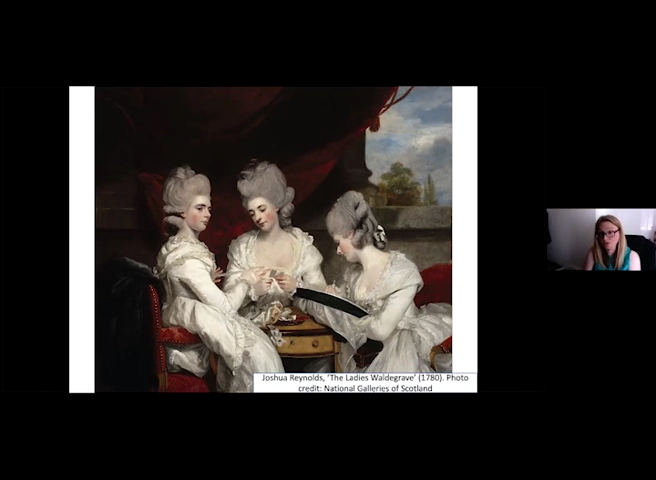 Joshua Reynolds, 'The Ladies Waldegrave' (1780). Photo
credit: National Galleries of Scotland